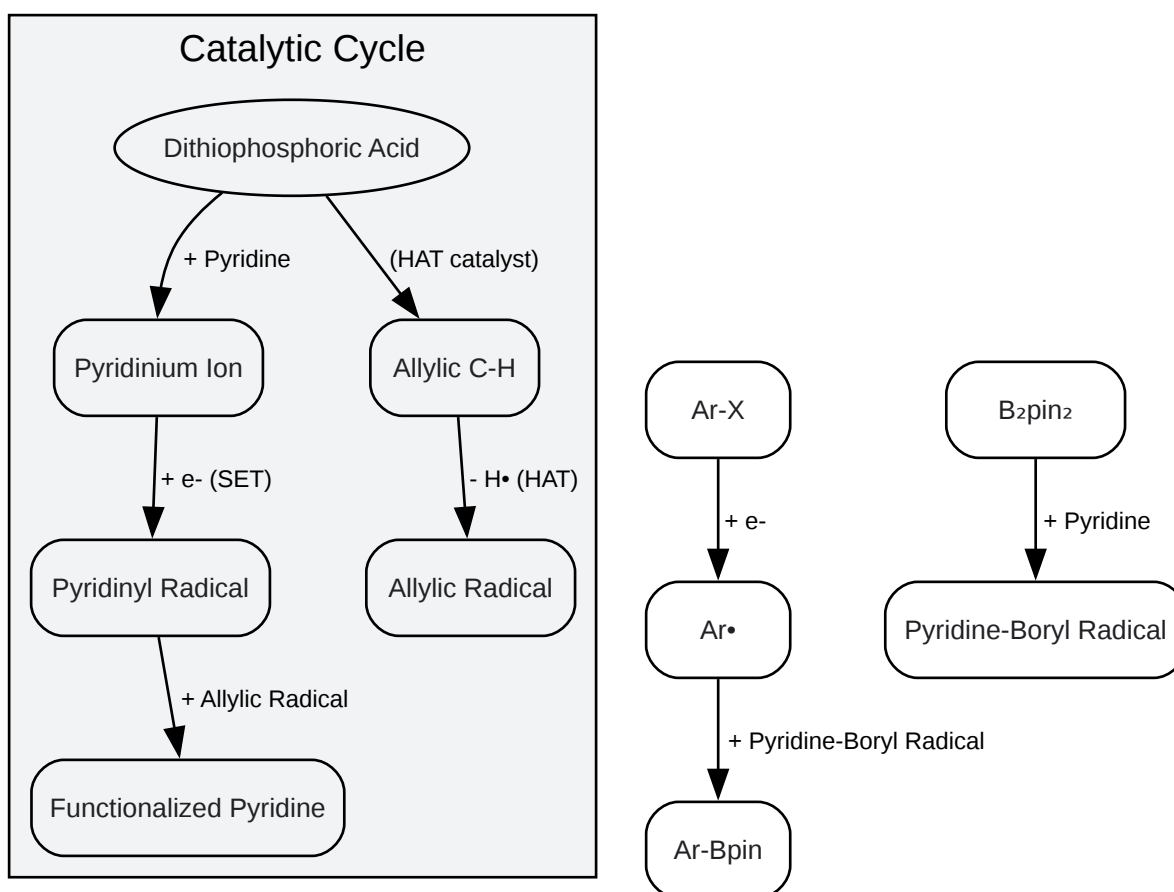 Catalytic Cycle
Dithiophosphoric Acid
+ Pyridine
(HAT catalyst)
Pyridinium Ion
Allylic C-H
+ e- (SET)
- H• (HAT)
Pyridinyl Radical
Allylic Radical
+ Allylic Radical
Functionalized Pyridine
Ar-X
+ e-
Ar•
+ Pyridine-Boryl Radical
Ar-Bpin
B₂pin₂
+ Pyridine
Pyridine-Boryl Radical